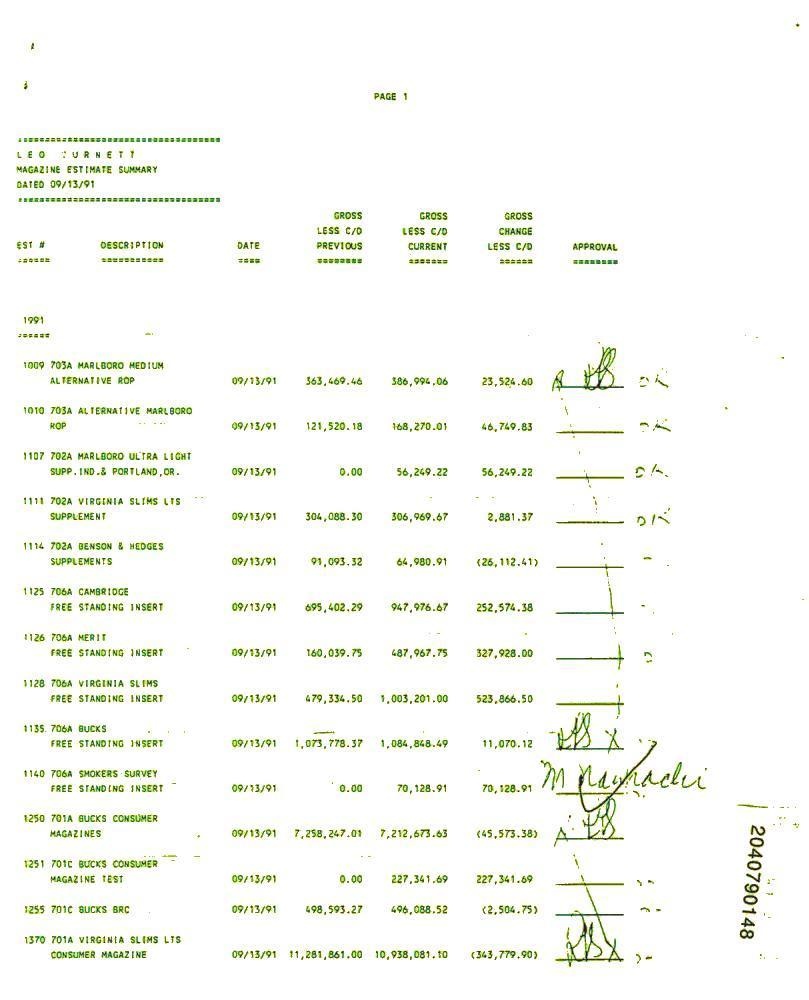 PAGE 1
L E O   U R N E T T
MAGAZINE ESTIMATE SUMMARY
DATED 09/13/91
GROSS GROSS GROSS
LESS C/D LESS C/D CHANGE
EST # DESCRIPTION DATE PREVIOUS CURRENT LESS C/D APPROVAL
1991
1009 703A MARLBORO MEDIUM
ALTERNATIVE ROP 09/13/91 363,469.46 386,994.06 23,524.60 OK
1010 703A ALTERNATIVE MARLBORO
ROP 09/13/91 121,520.18 168,270.01 46,749.83 OK
1107 702A MARLBORO ULTRA LIGHT
SUPP.IND.& PORTLAND,OR. 09/13/91 0.00 56,249.22 56,249.22 OK
1111 702A VIRGINIA SLIMS LTS
SUPPLEMENT 09/13/91 304,088.30 306,969.67 2,881.37 OK
1114 702A BENSON & HEDGES
SUPPLEMENTS 09/13/91 91,093.32 64,980.91 (26,112.41)
1125 706A CAMBRIDGE
FREE STANDING INSERT 09/13/91 695,402.29 947,976.67 252,574.38
1126 706A MERIT
FREE STANDING INSERT 09/13/91 160,039.75 487,967.75 327,928.00
1128 706A VIRGINIA SLIMS
FREE STANDING INSERT 09/13/91 479,334.50 1,003,201.00 523,866.50
1135 706A BUCKS
FREE STANDING INSERT 09/13/91 1,073,778.37 1,084,848.49 11,070.12
1140 706A SMOKERS SURVEY
FREE STANDING INSERT 09/13/91 0.00 70,128.91 70,128.91
1250 701A BUCKS CONSUMER
MAGAZINES 09/13/91 7,258,247.01 7,212,673.63 (45,573.38)
1251 701C BUCKS CONSUMER
MAGAZINE TEST 09/13/91 0.00 227,341.69 227,341.69
1255 701C BUCKS BRC 09/13/91 498,593.27 496,088.52 (2,504.75)
1370 701A VIRGINIA SLIMS LTS
CONSUMER MAGAZINE 09/13/91 11,281,861.00 10,938,081.10 (343,779.90)
2040790148